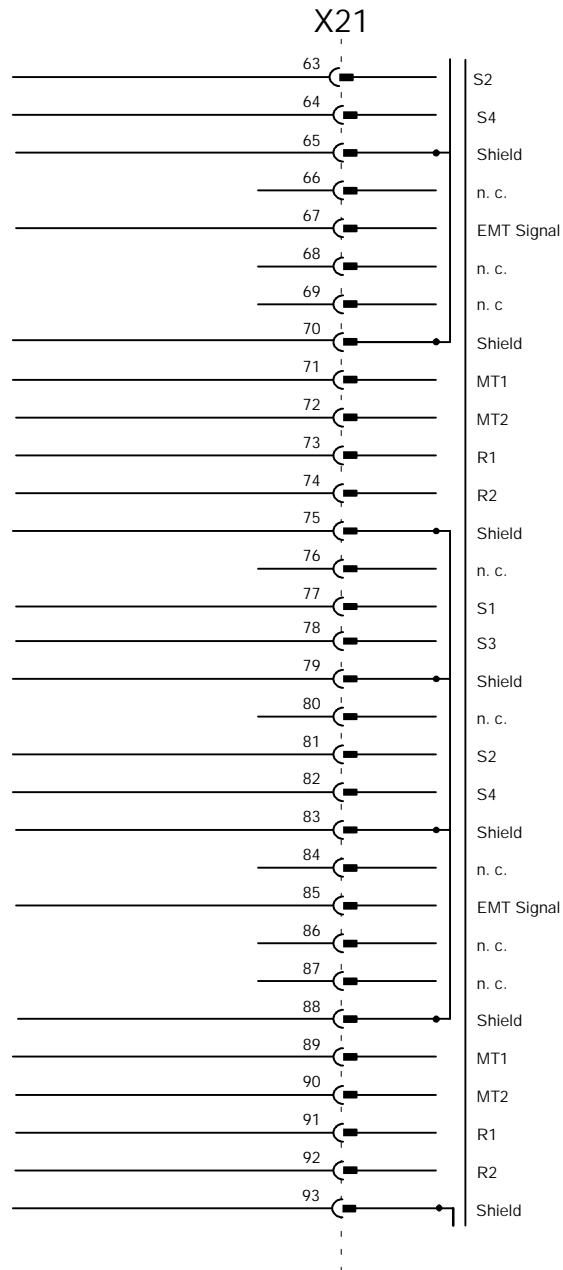 X21
63 S2
64 S4
65 Shield
66 n. c.
67 EMT Signal
68 n. c.
69 n. c
70 Shield
71 MT1
72 MT2
73 R1
74 R2
75 Shield
76 n. c.
77 S1
78 S3
79 Shield
80 n. c.
81 S2
82 S4
83 Shield
84 n. c.
85 EMT Signal
86 n. c.
87 n. c.
88 Shield
89 MT1
90 MT2
91 R1
92 R2
93 Shield